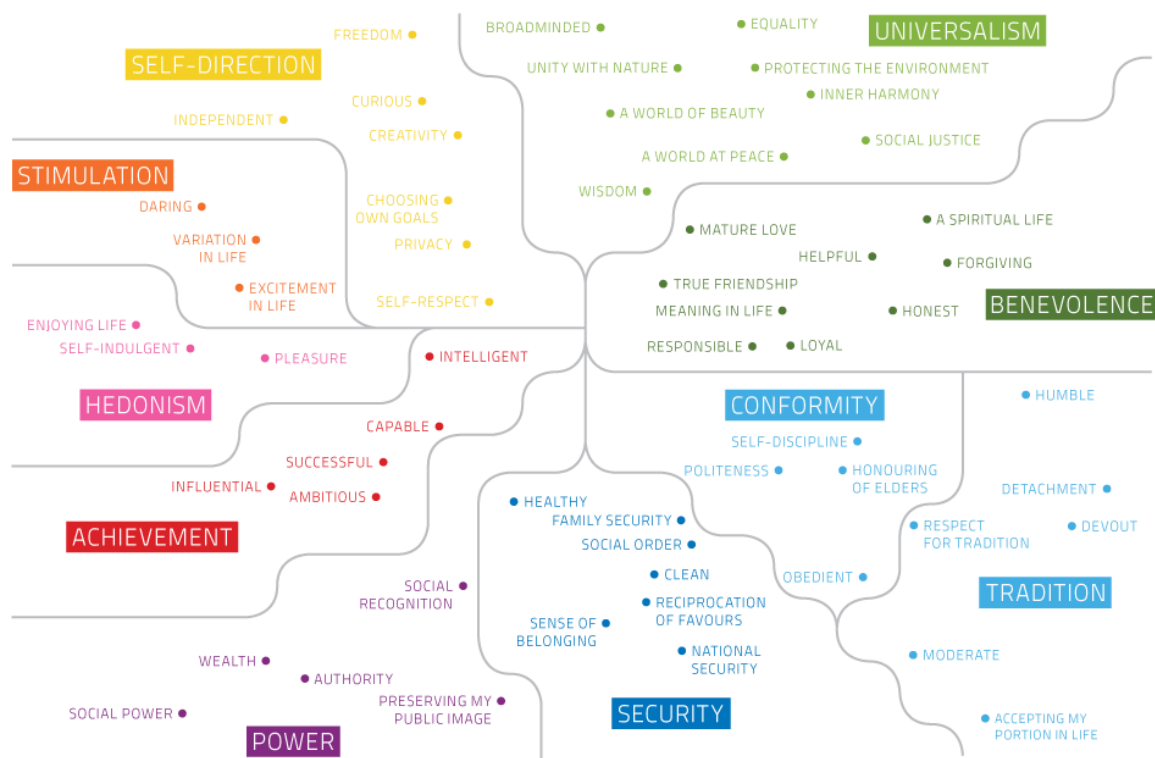 SELF-DIRECTION
FREEDOM
CURIOUS
INDEPENDENT
CREATIVITY
CHOOSING
OWN GOALS
PRIVACY
SELF-RESPECT
UNIVERSALISM
BROADMINDED
EQUALITY
UNITY WITH NATURE
PROTECTING THE ENVIRONMENT
INNER HARMONY
A WORLD OF BEAUTY
SOCIAL JUSTICE
A WORLD AT PEACE
WISDOM
STIMULATION
DARING
VARIATION
IN LIFE
EXCITEMENT
IN LIFE
MATURE LOVE
A SPIRITUAL LIFE
HELPFUL
FORGIVING
TRUE FRIENDSHIP
MEANING IN LIFE
HONEST
BENEVOLENCE
RESPONSIBLE
LOYAL
ENJOYING LIFE
SELF-INDULGENT
PLEASURE
HEDONISM
INTELLIGENT
CAPABLE
SUCCESSFUL
INFLUENTIAL
AMBITIOUS
ACHIEVEMENT
CONFORMITY
SELF-DISCIPLINE
POLITENESS
HONOURING
OF ELDERS
OBEDIENT
HUMBLE
DETACHMENT
RESPECT
FOR TRADITION
DEVOUT
TRADITION
MODERATE
ACCEPTING MY
PORTION IN LIFE
HEALTHY
FAMILY SECURITY
SOCIAL ORDER
CLEAN
RECIPROCATION
OF FAVOURS
SENSE OF
BELONGING
NATIONAL
SECURITY
SECURITY
SOCIAL
RECOGNITION
WEALTH
AUTHORITY
PRESERVING MY
PUBLIC IMAGE
SOCIAL POWER
POWER